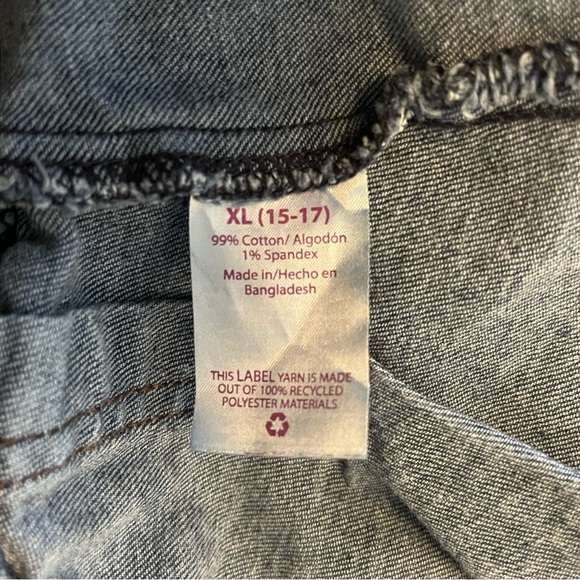 XL (15-17)
99% Cotton/ Algodón
1% Spandex
Made in/Hecho en
Bangladesh
THIS LABEL YARN IS MADE
OUT OF 100% RECYCLED
POLYESTER MATERIALS